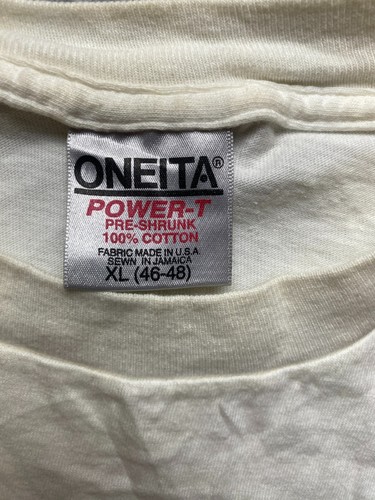 ONEITA®
POWER-T
PRE-SHRUNK
100% COTTON
FABRIC MADE IN U.S.A.
SEWN IN JAMAICA
XL (46-48)